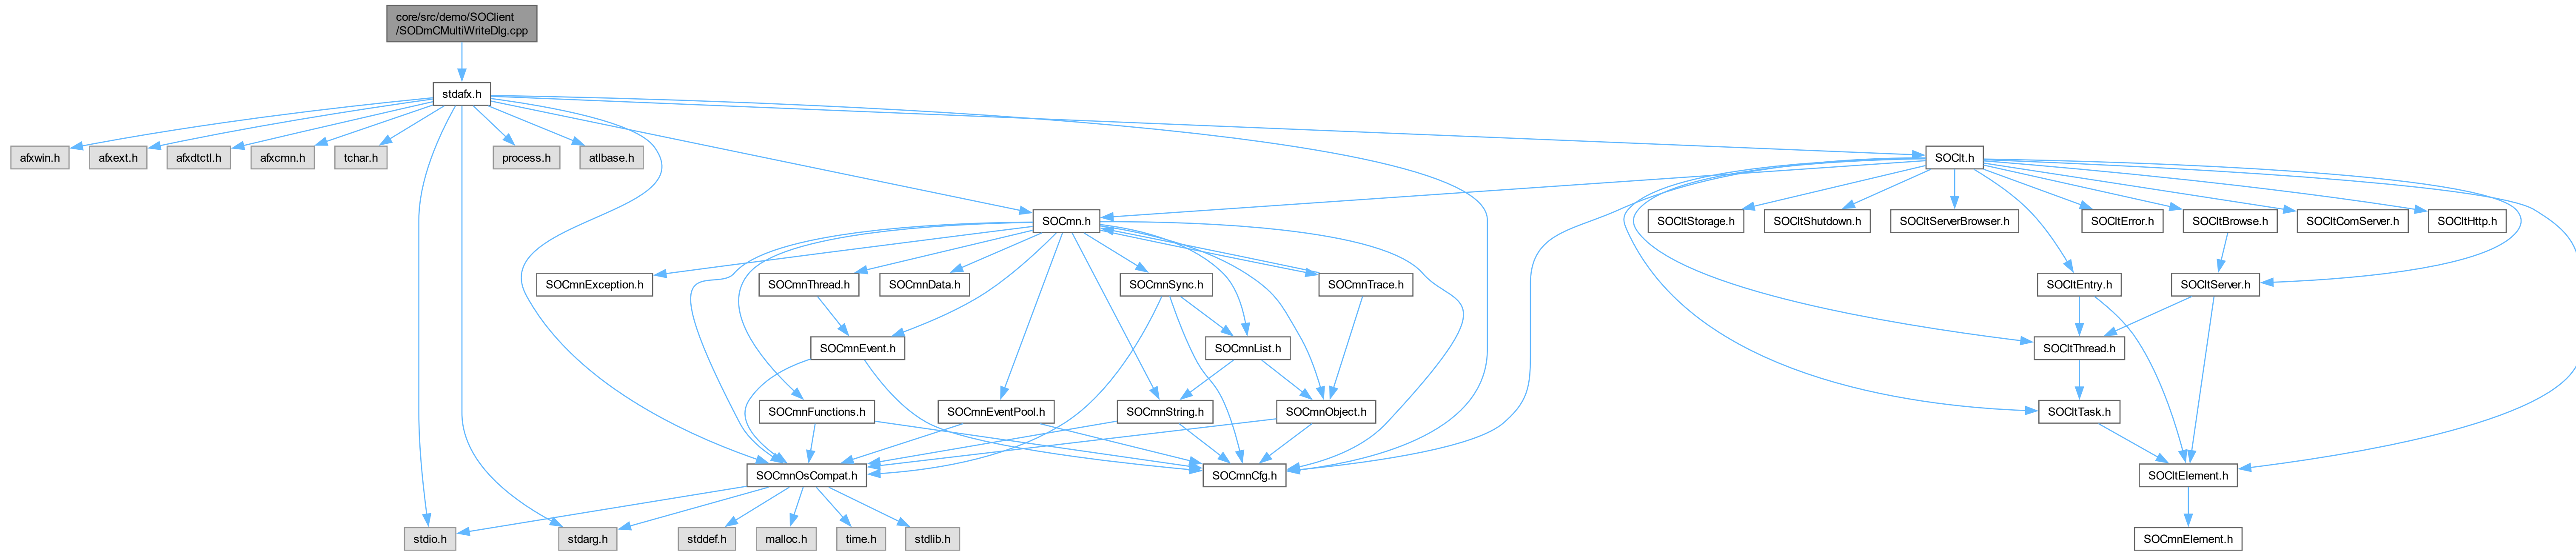 core/src/demo/SOClient
/SODmCMultiWriteDlg.cpp
stdafx.h
afxwin.h
afxext.h
afxdtctl.h
afxcmn.h
tchar.h
process.h
atlbase.h
SOClt.h
SOCmn.h
SOCltStorage.h
SOCltShutdown.h
SOCltServerBrowser.h
SOCltError.h
SOCltBrowse.h
SOCltComServer.h
SOCltHttp.h
SOCmnException.h
SOCmnThread.h
SOCmnData.h
SOCmnSync.h
SOCmnTrace.h
SOCltEntry.h
SOCltServer.h
SOCmnEvent.h
SOCmnList.h
SOCltThread.h
SOCmnFunctions.h
SOCmnEventPool.h
SOCmnString.h
SOCmnObject.h
SOCltTask.h
SOCmnOsCompat.h
SOCmnCfg.h
SOCltElement.h
stdio.h
stdarg.h
stddef.h
malloc.h
time.h
stdlib.h
SOCmnElement.h